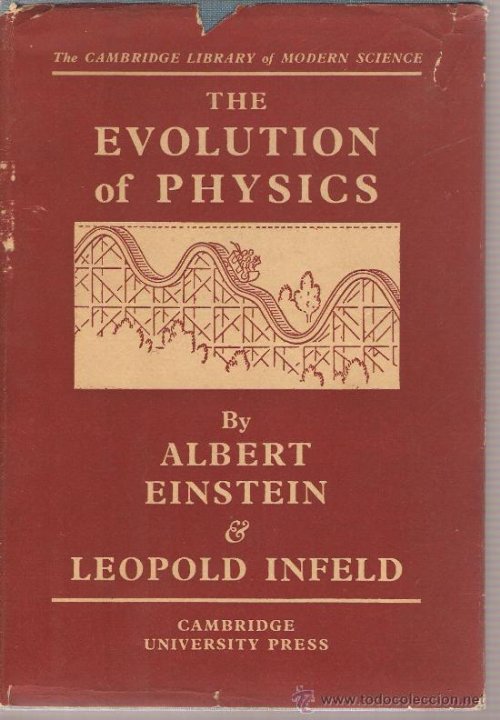 The CAMBRIDGE LIBRARY of MODERN SCIENCE
THE
EVOLUTION
of PHYSICS
By
ALBERT
EINSTEIN
&
LEOPOLD INFELD
CAMBRIDGE
UNIVERSITY PRESS
© www.todocoleccion.net